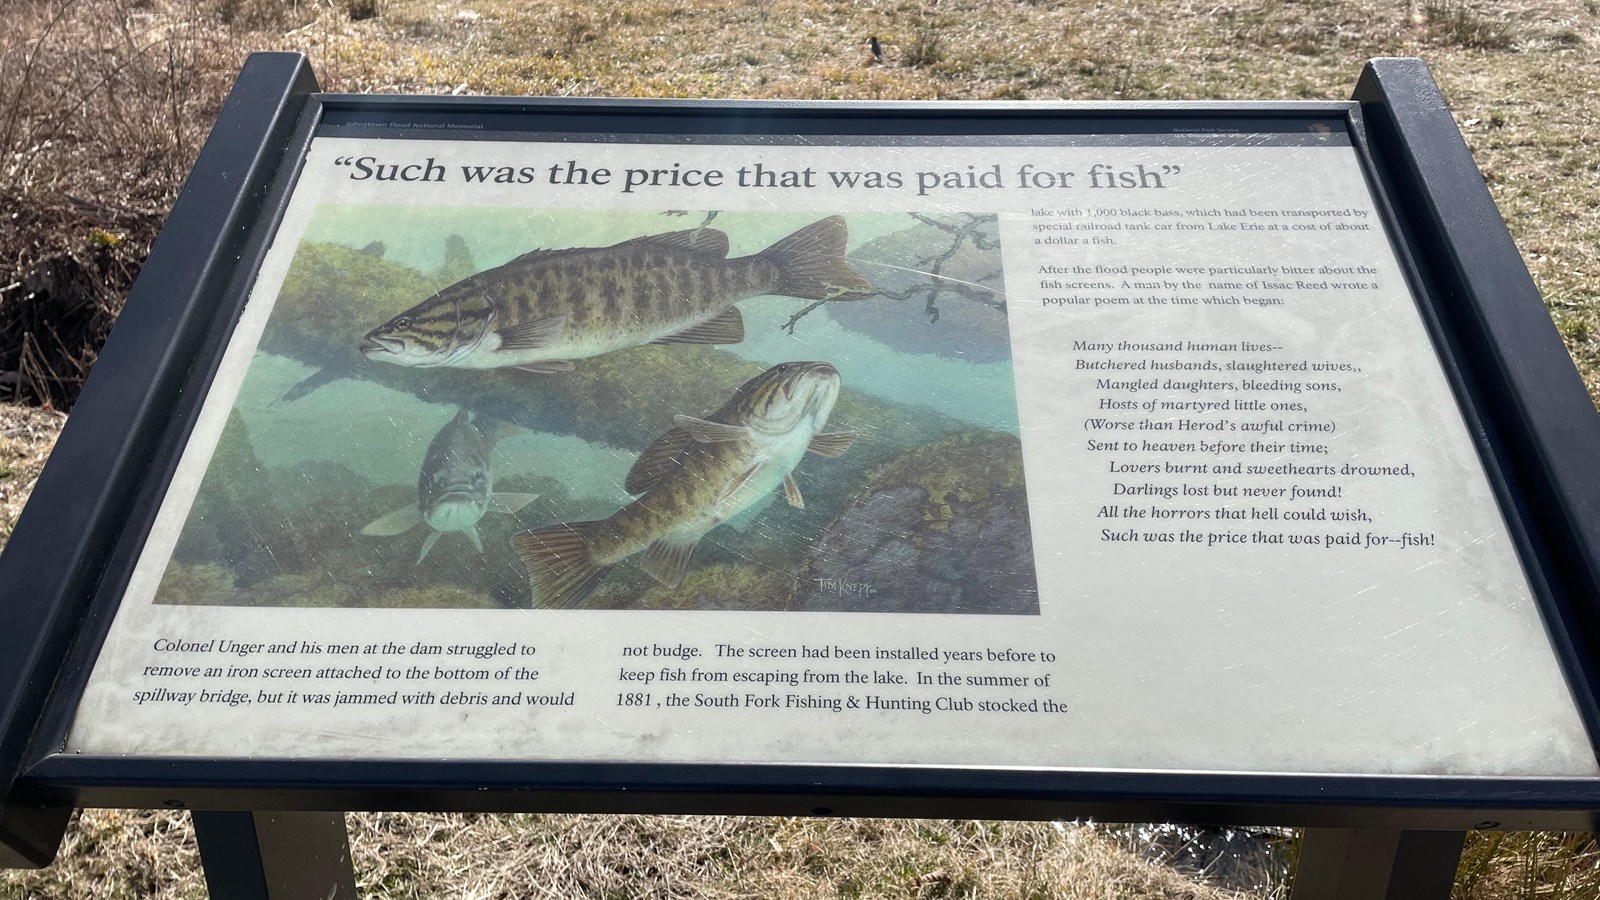 Johnstown Flood National Memorial
National Park Service
U.S. Department of the Interior
“Such was the price that was paid for fish”
TIM KNEPP
Colonel Unger and his men at the dam struggled to
remove an iron screen attached to the bottom of the
spillway bridge, but it was jammed with debris and would
not budge. The screen had been installed years before to
keep fish from escaping from the lake. In the summer of
1881 , the South Fork Fishing & Hunting Club stocked the
lake with 1,000 black bass, which had been transported by
special railroad tank car from Lake Erie at a cost of about
a dollar a fish.
After the flood people were particularly bitter about the
fish screens. A man by the name of Issac Reed wrote a
popular poem at the time which began:
Many thousand human lives--
Butchered husbands, slaughtered wives,,
Mangled daughters, bleeding sons,
Hosts of martyred little ones,
(Worse than Herod's awful crime)
Sent to heaven before their time;
Lovers burnt and sweethearts drowned,
Darlings lost but never found!
All the horrors that hell could wish,
Such was the price that was paid for--fish!